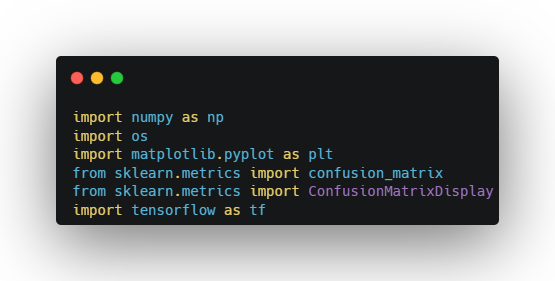 import numpy as np
import os
import matplotlib.pyplot as plt
from sklearn.metrics import confusion_matrix
from sklearn.metrics import ConfusionMatrixDisplay
import tensorflow as tf